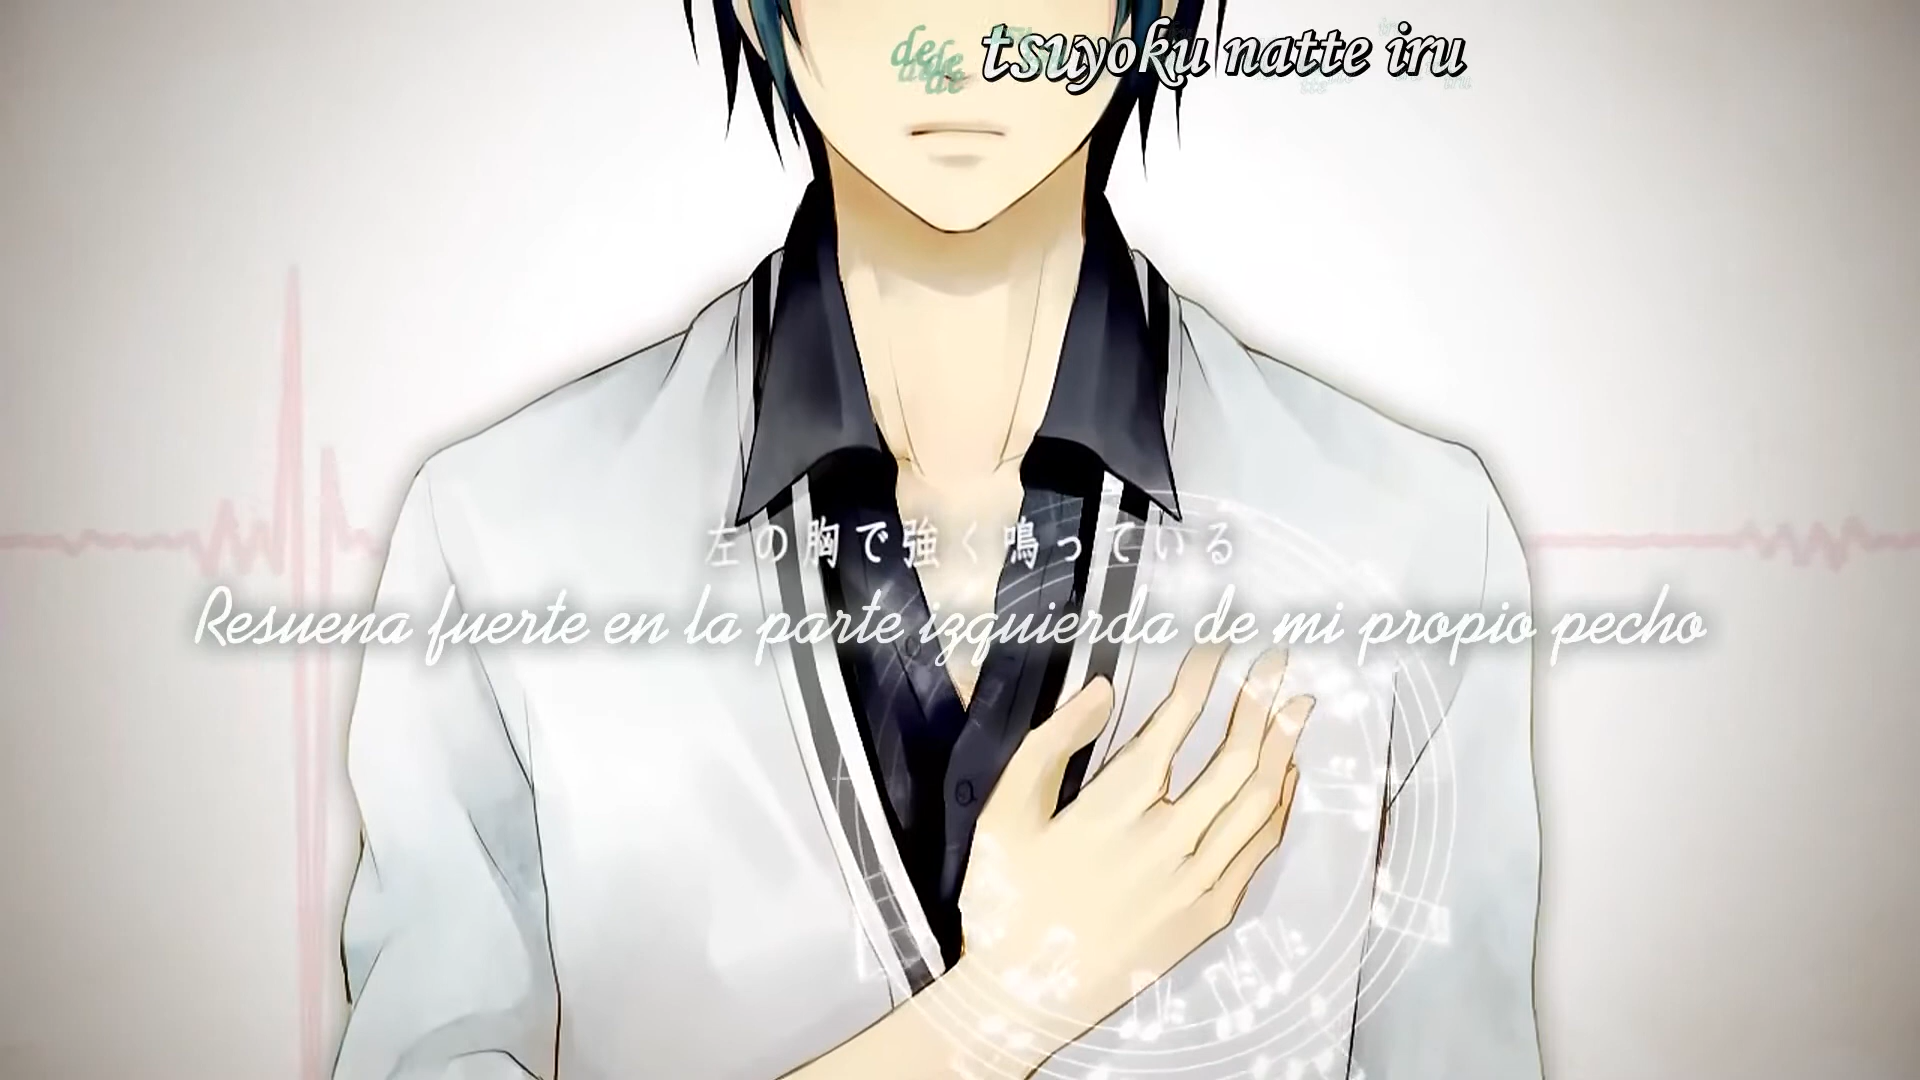 de tsuyoku natte iru
左の胸で強く鳴っている
Resuena fuerte en la parte izquierda de mi propio pecho